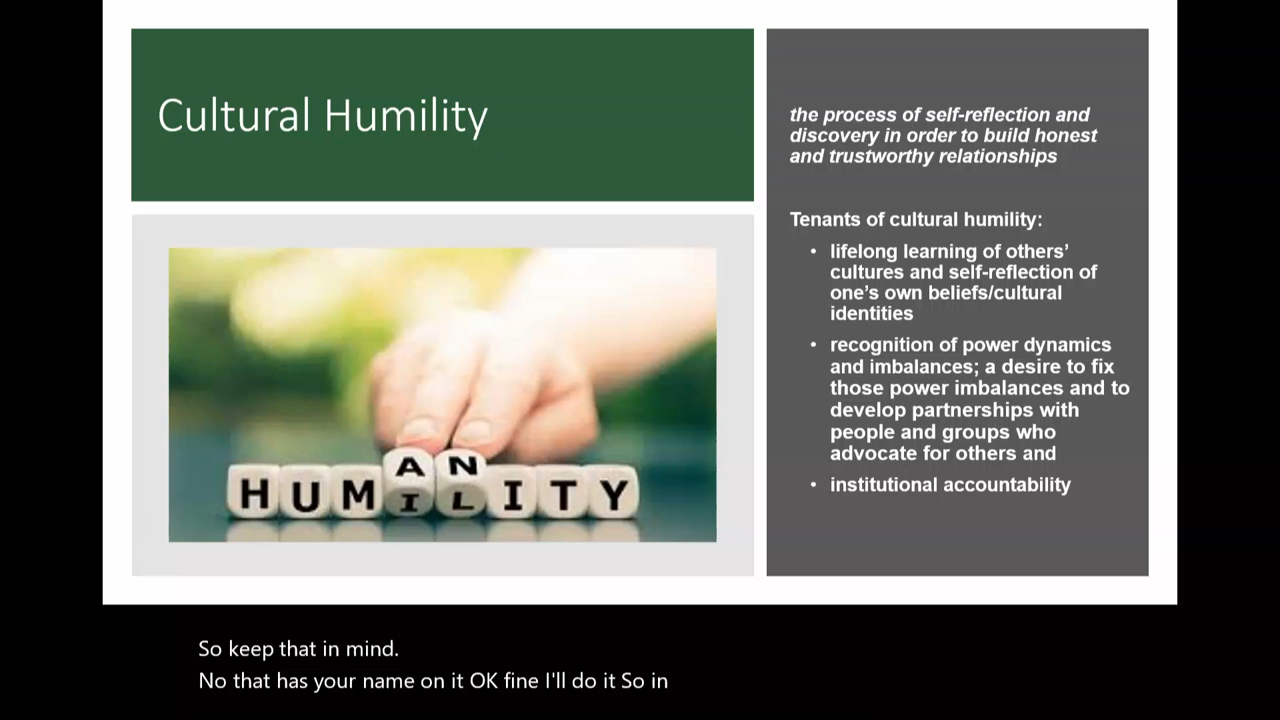 Cultural Humility
the process of self-reflection and
discovery in order to build honest
and trustworthy relationships
Tenants of cultural humility:
• lifelong learning of others’
cultures and self-reflection of
one’s own beliefs/cultural
identities
• recognition of power dynamics
and imbalances; a desire to fix
those power imbalances and to
develop partnerships with
people and groups who
advocate for others and
• institutional accountability
A N
H U M I L I T Y
So keep that in mind.
No that has your name on it OK fine I'll do it So in